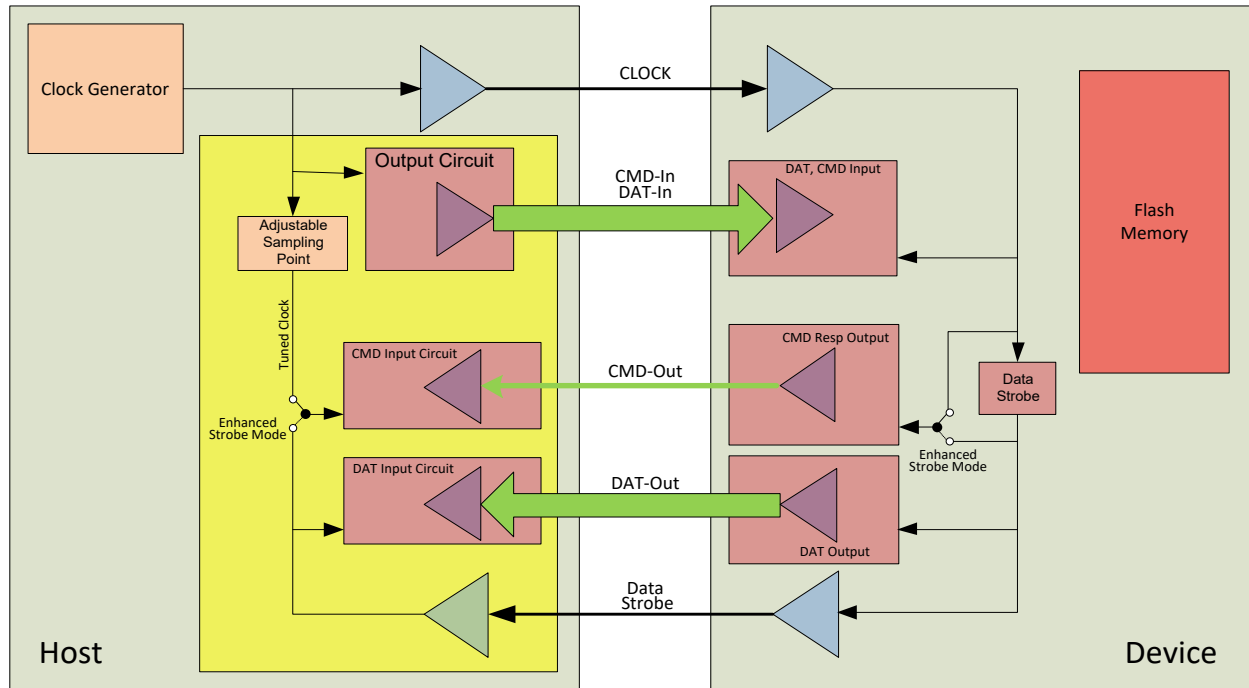 Clock Generator
CLOCK
Output Circuit
CMD-In
DAT-In
DAT, CMD Input
Flash
Memory
Adjustable
Sampling
Point
Tuned Clock
CMD Input Circuit
CMD-Out
CMD Resp Output
Data
Strobe
Enhanced
Strobe Mode
Enhanced
Strobe Mode
DAT Input Circuit
DAT-Out
DAT Output
Data
Strobe
Host
Device